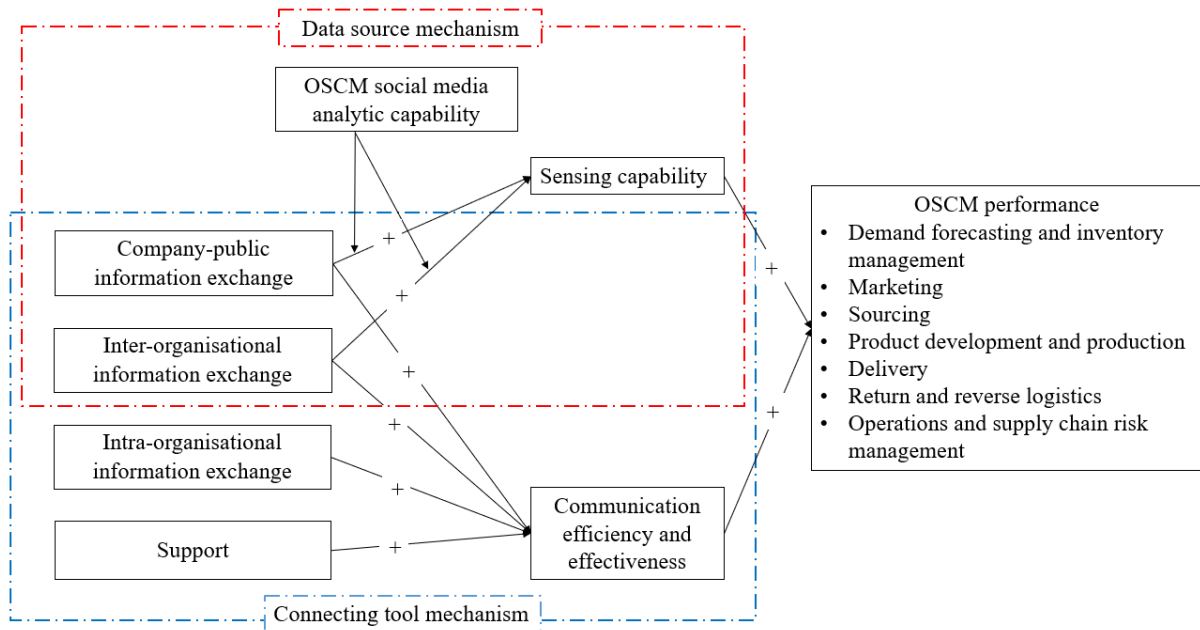 Data source mechanism
OSCM social media
analytic capability
Sensing capability
Company-public
information exchange
Inter-organisational
information exchange
Intra-organisational
information exchange
Support
Communication
efficiency and
effectiveness
Connecting tool mechanism
+
+
+
+
+
+
+
+
OSCM performance
• Demand forecasting and inventory
management
• Marketing
• Sourcing
• Product development and production
• Delivery
• Return and reverse logistics
• Operations and supply chain risk
management